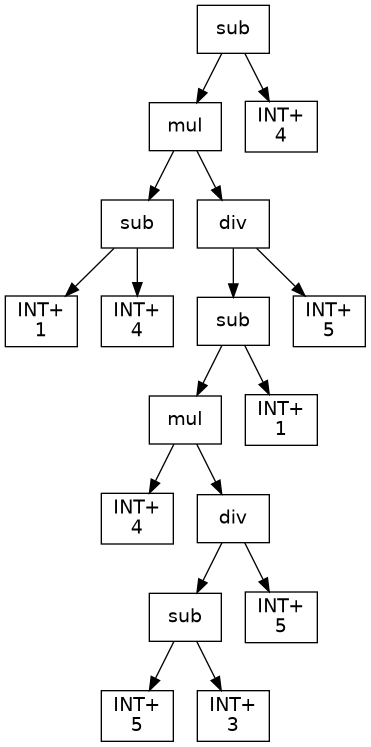 sub
mul
INT+
4
sub
div
INT+
1
INT+
4
sub
INT+
5
mul
INT+
1
INT+
4
div
sub
INT+
5
INT+
5
INT+
3